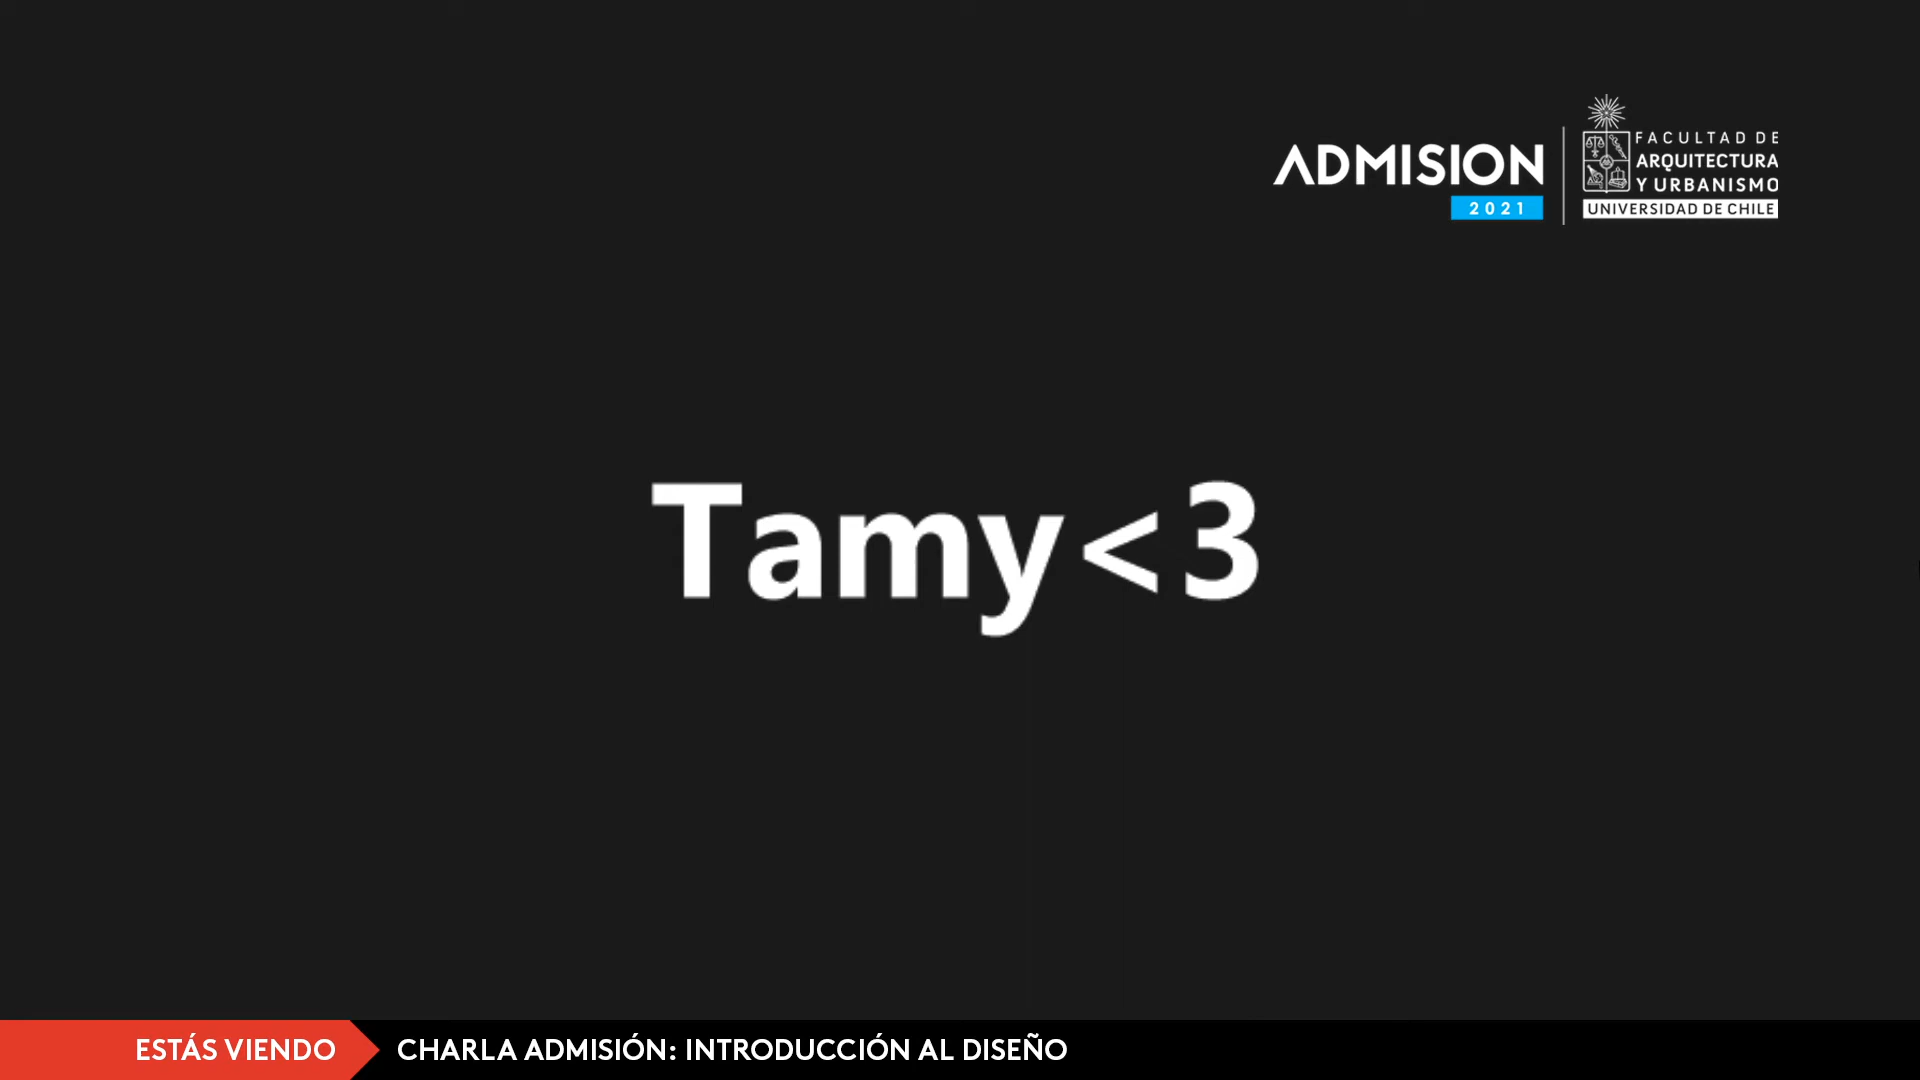 ADMISION
2021
FACULTAD DE
ARQUITECTURA
Y URBANISMO
UNIVERSIDAD DE CHILE
Tamy<3
ESTÁS VIENDO
CHARLA ADMISIÓN: INTRODUCCIÓN AL DISEÑO